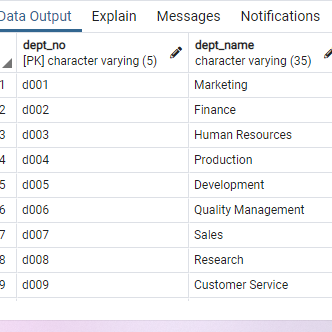 Data Output Explain Messages Notifications
dept_no dept_name
[PK] character varying (5) character varying (35)
1 d001 Marketing
2 d002 Finance
3 d003 Human Resources
4 d004 Production
5 d005 Development
6 d006 Quality Management
7 d007 Sales
8 d008 Research
9 d009 Customer Service